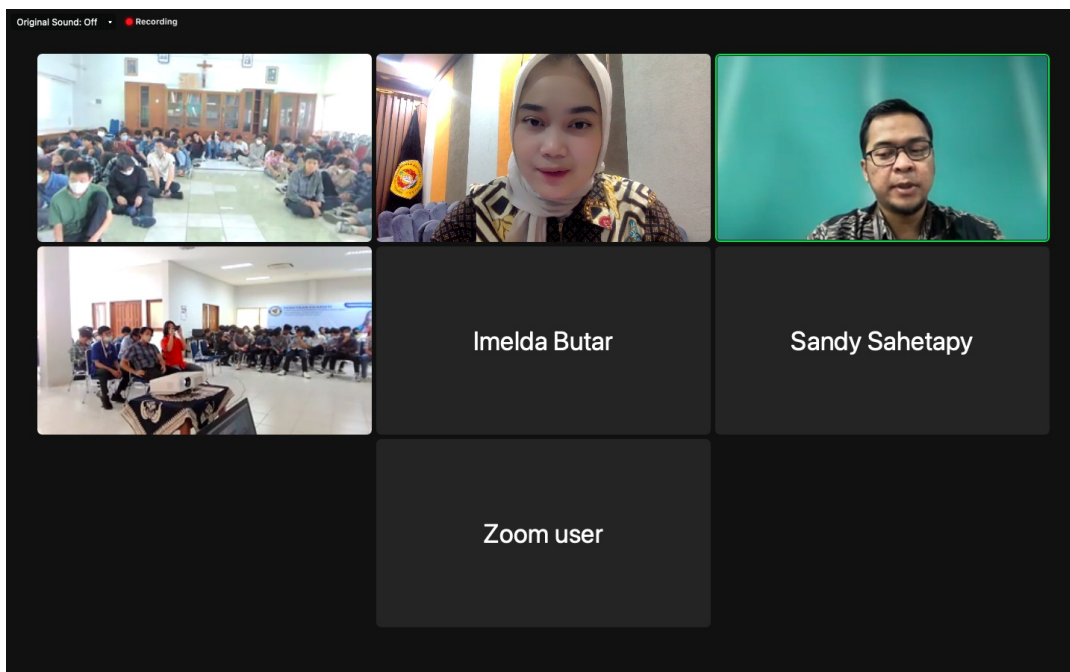 Original Sound: Off
Recording
Imelda Butar
Sandy Sahetapy
Zoom user